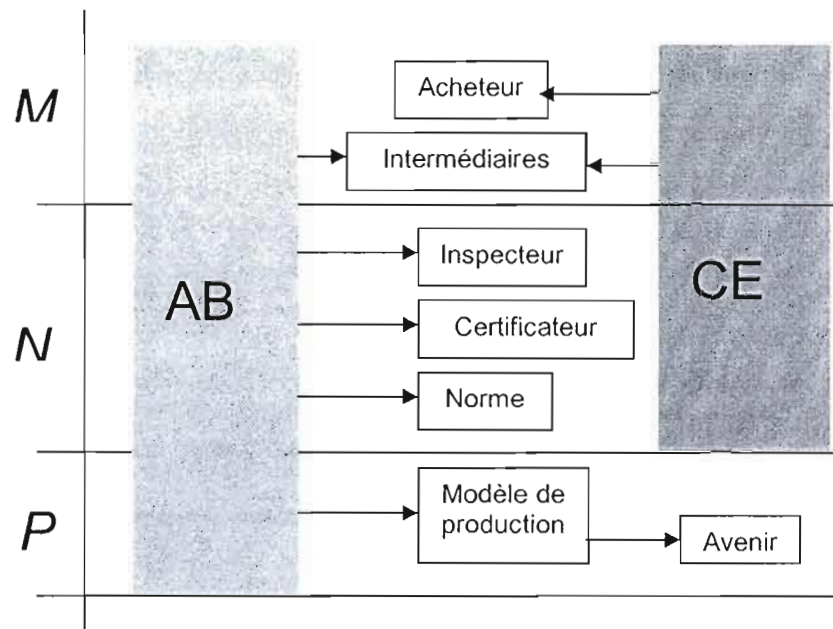 M
Acheteur
Intermédiaires
N
AB
Inspecteur
CE
Certificateur
Norme
P
Modèle de
production
Avenir